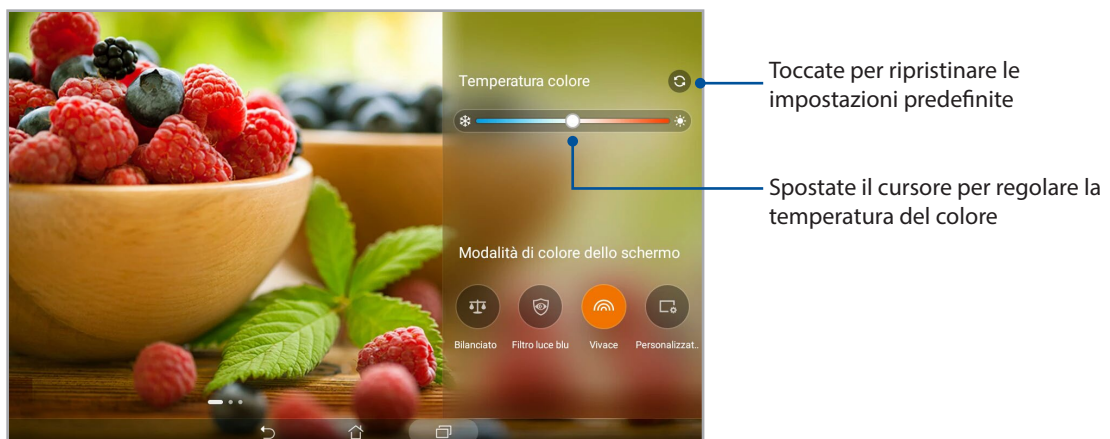 Temperatura colore
Toccate per ripristinare le
impostazioni predefinite
Spostate il cursore per regolare la
temperatura del colore
Modalità di colore dello schermo
Bilanciato Filtro luce blu Vivace Personalizzat..